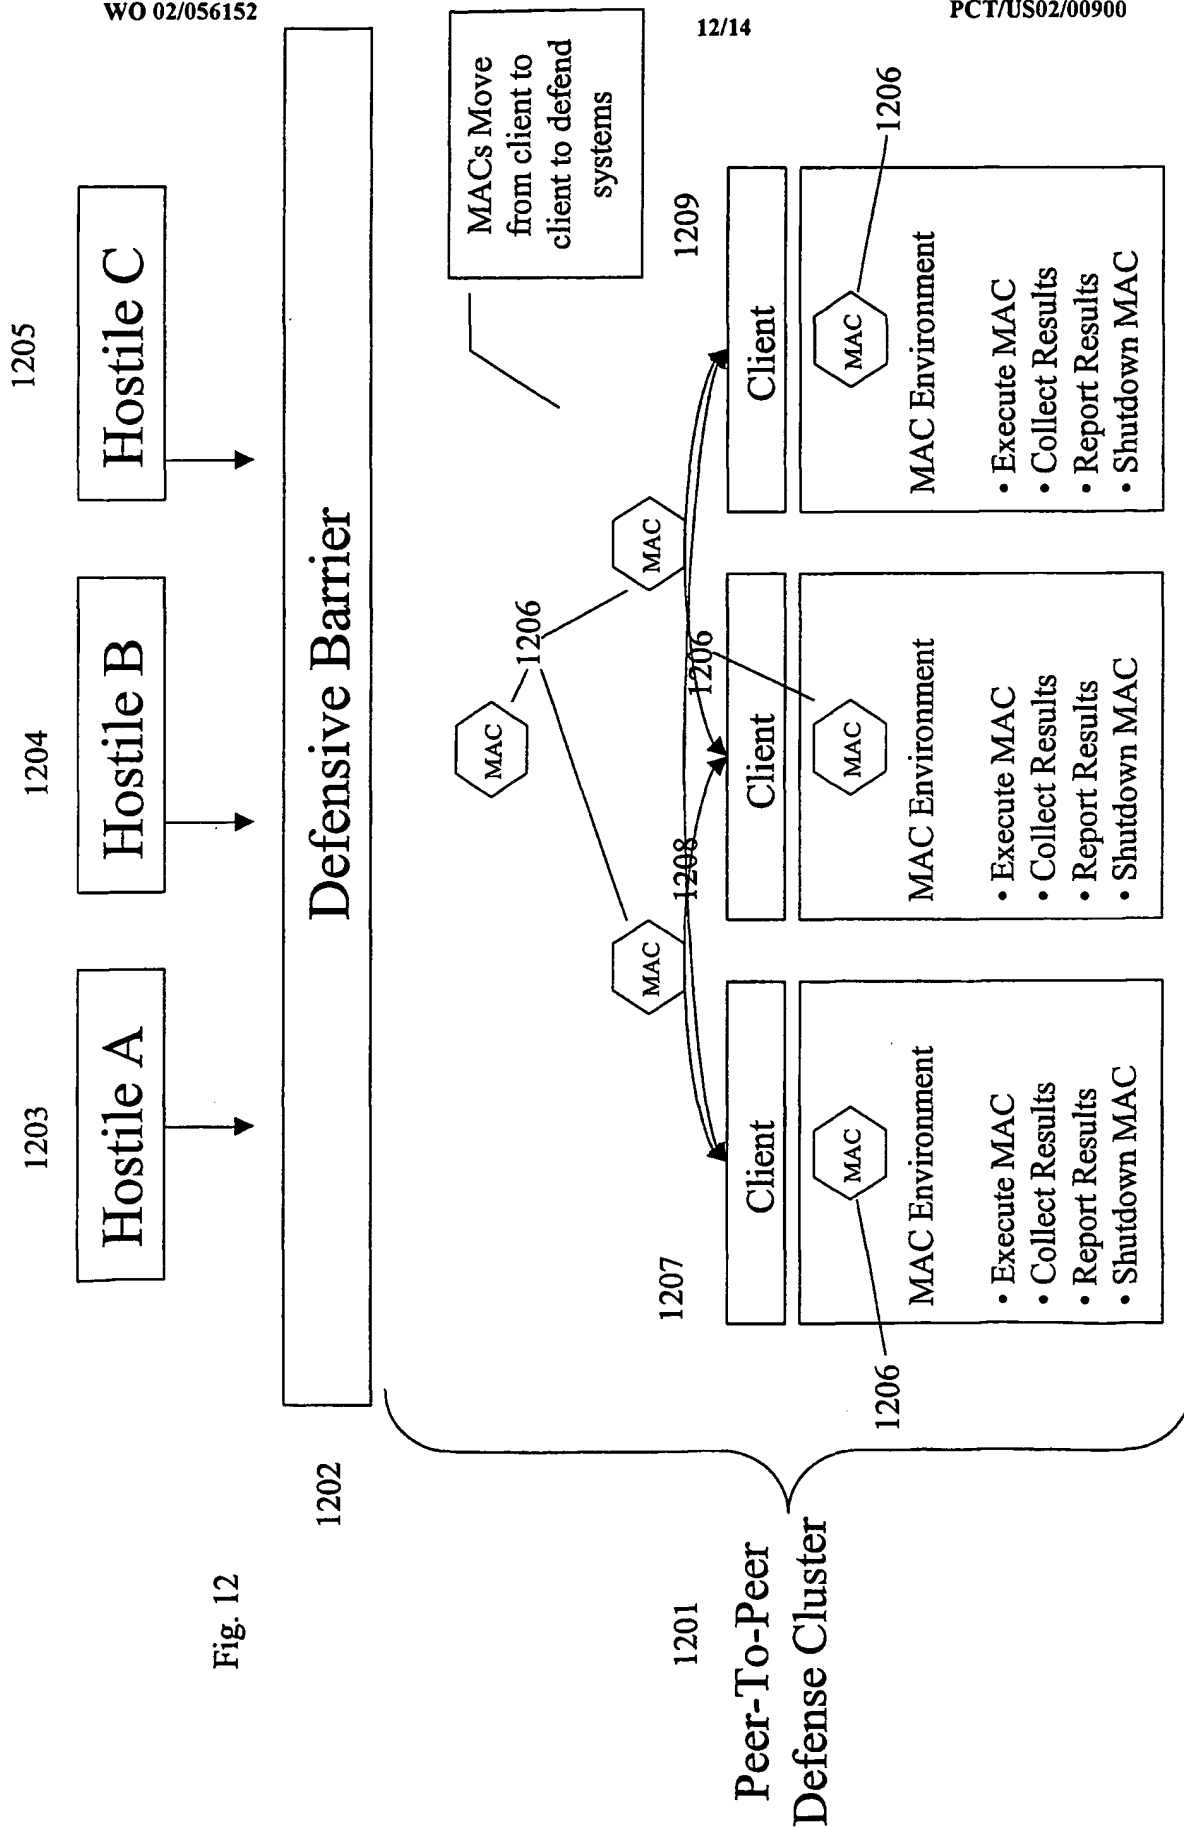 WO 02/056152
PCT/US02/00900
12/14
Fig. 12
1203
1204
1205
Hostile A
Hostile B
Hostile C
1202
Defensive Barrier
MACs Move
from client to
client to defend
systems
MAC
1206
MAC
MAC
1201
Peer-To-Peer
Defense Cluster
1207
1208
1206
1209
Client
Client
Client
1206
MAC
MAC
MAC
1206
MAC Environment
• Execute MAC
• Collect Results
• Report Results
• Shutdown MAC
MAC Environment
• Execute MAC
• Collect Results
• Report Results
• Shutdown MAC
MAC Environment
• Execute MAC
• Collect Results
• Report Results
• Shutdown MAC